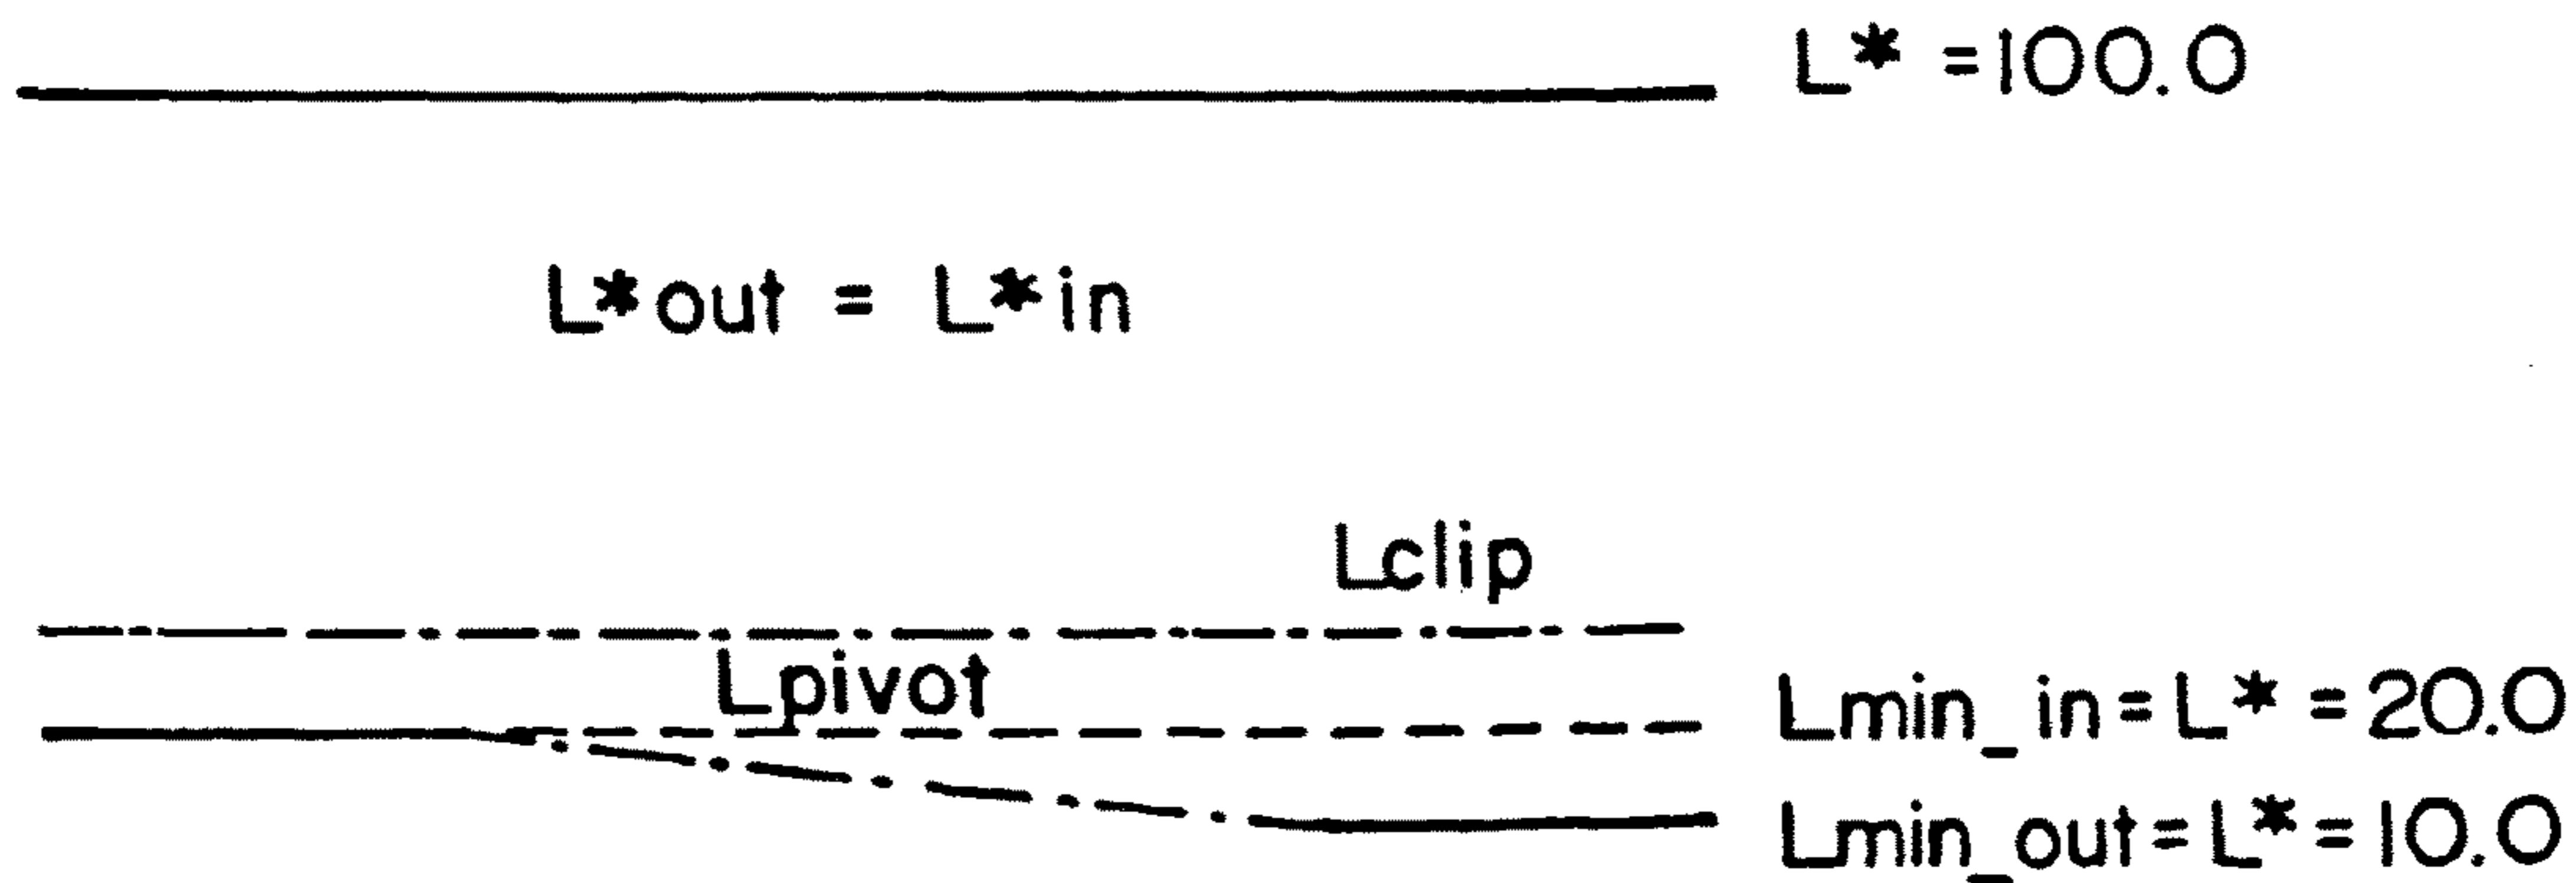 L* = 100.0
L*out = L*in
Lclip
Lpivot
Lmin_in = L* = 20.0
Lmin_out = L* = 10.0